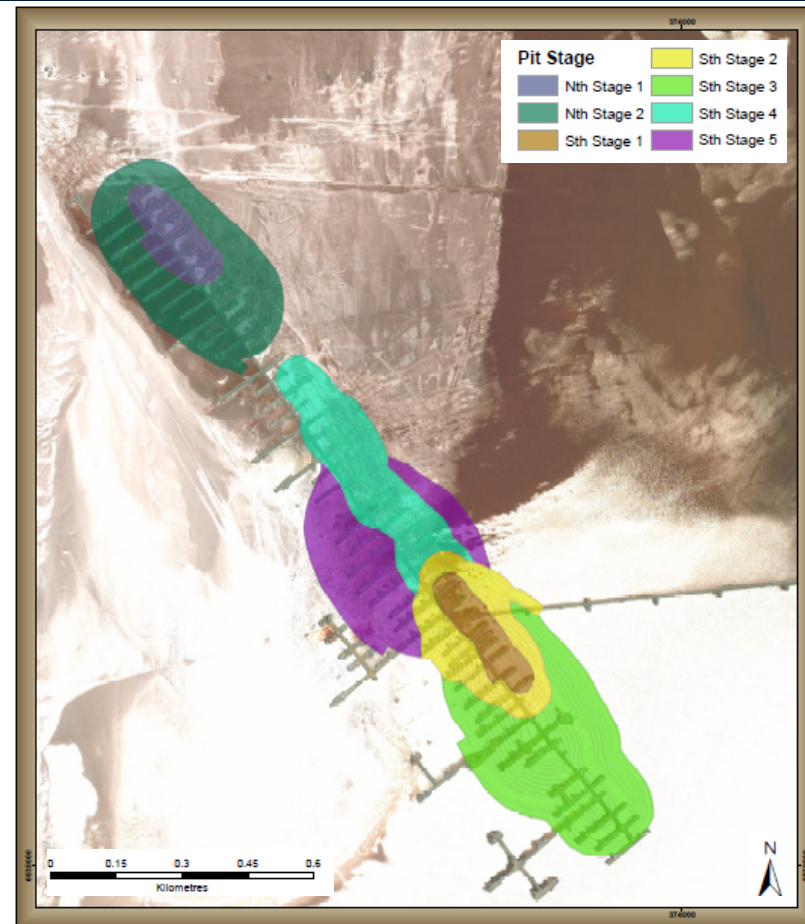 374000
Pit Stage
Nth Stage 1
Nth Stage 2
Sth Stage 1
Sth Stage 2
Sth Stage 3
Sth Stage 4
Sth Stage 5
0 0.15 0.3 0.45 0.6
Kilometres
N
374000